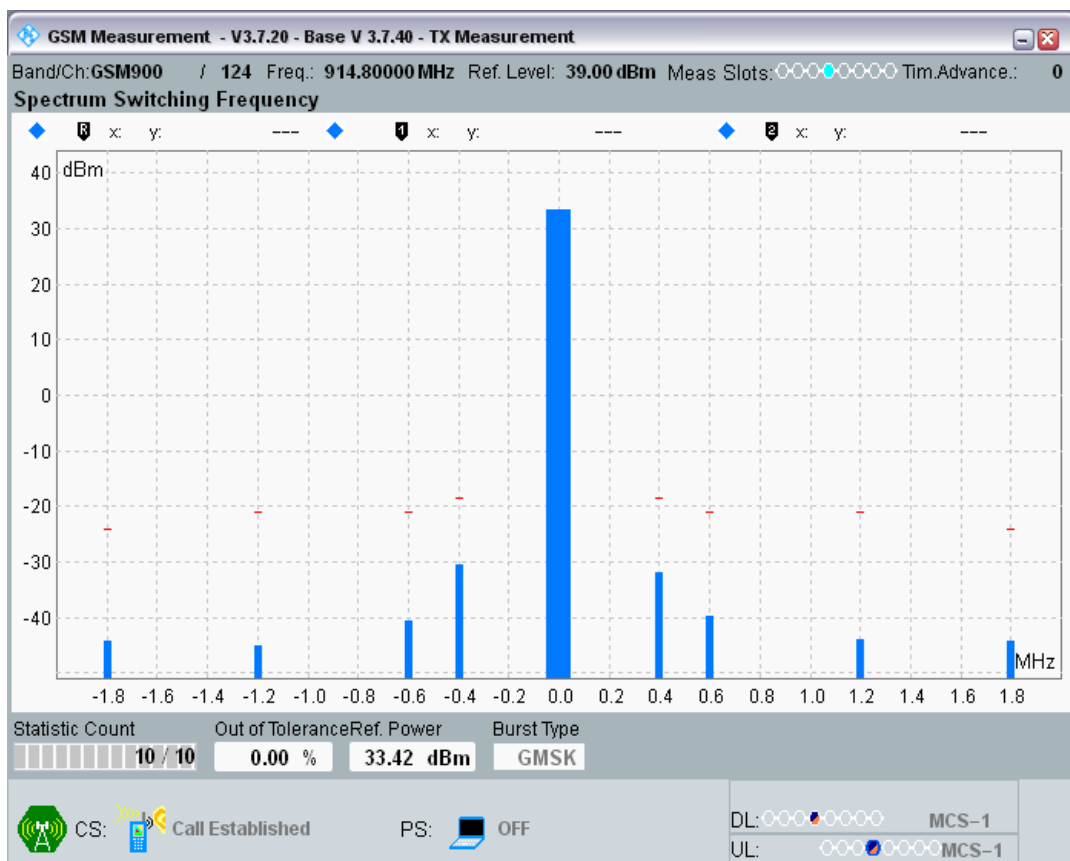 GSM Measurement - V3.7.20 - Base V 3.7.40 - TX Measurement
Band/Ch:GSM900 / 124 Freq.: 914.80000 MHz Ref. Level: 39.00 dBm Meas Slots: Tim.Advance.: 0
Spectrum Switching Frequency
R x: y: --- 1 x: y: --- 2 x: y: ---
dBm
40
30
20
10
0
-10
-20
-30
-40
MHz
-1.8 -1.6 -1.4 -1.2 -1.0 -0.8 -0.6 -0.4 -0.2 0.0 0.2 0.4 0.6 0.8 1.0 1.2 1.4 1.6 1.8
Statistic Count Out of Tolerance Ref. Power Burst Type
10 / 10 0.00 % 33.42 dBm GMSK
CS: Call Established PS: OFF DL: MCS-1
UL: MCS-1